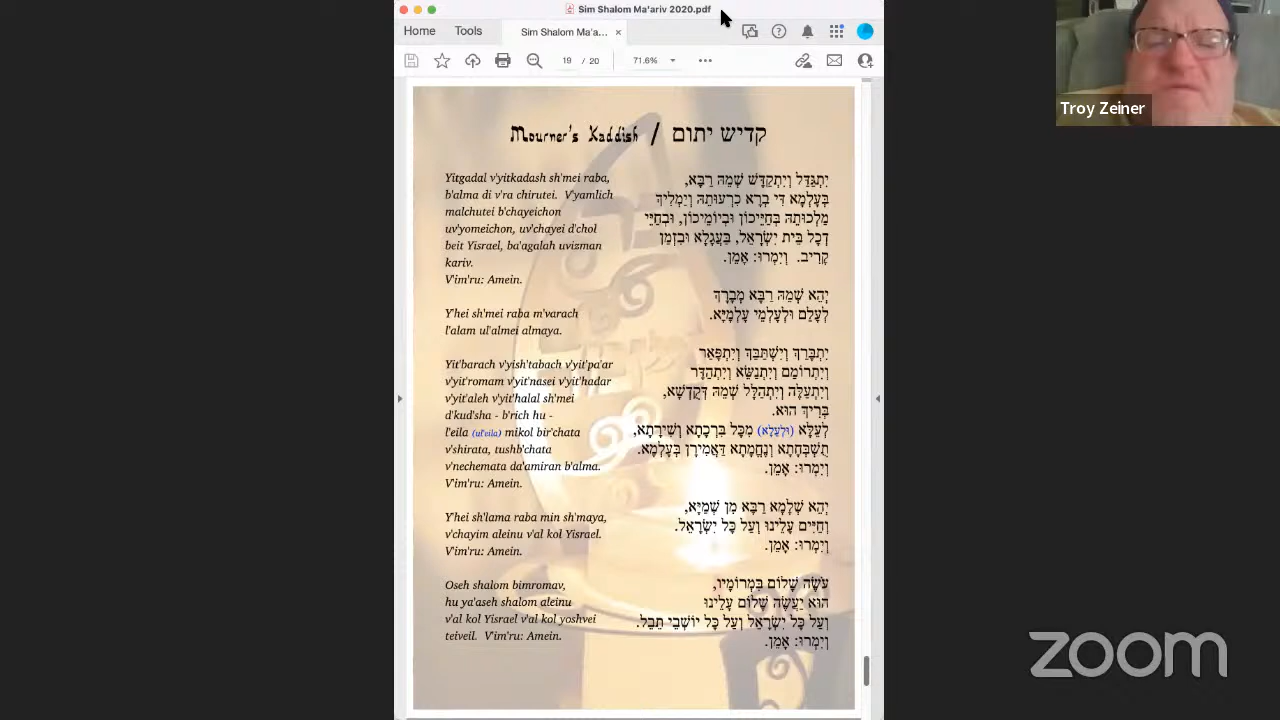 Sim Shalom Ma'ariv 2020.pdf
Home Tools Sim Shalom Ma'a... ×
19 / 20 71.6%
Troy Zeiner
Mourner's Kaddish / קדיש יתום
Yitgadal v'yitkadash sh'mei raba,
b'alma di v'ra chirutei. V'yamlich
malchutei b'chayeichon
uv'yomeichon, uv'chayei d'chol
beit Yisrael, ba'agalah uvizman
kariv.
V'im'ru: Amein.
Y'hei sh'mei raba m'varach
l'alam ul'almei almaya.
Yit'barach v'yish'tabach v'yit'pa'ar
v'yit'romam v'yit'nasei v'yit'hadar
v'yit'aleh v'yit'halal sh'mei
d'kud'sha - b'rich hu -
l'eila (ul'eila) mikol bir'chata
v'shirata, tushb'chata
v'nechemata da'amiran b'alma.
V'im'ru: Amein.
Y'hei sh'lama raba min sh'maya,
v'chayim aleinu v'al kol Yisrael.
V'im'ru: Amein.
Oseh shalom bimromav,
hu ya'aseh shalom aleinu
v'al kol Yisrael v'al kol yoshvei
teiveil. V'im'ru: Amein.
יִתְגַּדַּל וְיִתְקַדַּשׁ שְׁמֵהּ רַבָּא,
בְּעָלְמָא דִּי בְרָא כִרְעוּתֵהּ וְיַמְלִיךְ
מַלְכוּתֵהּ בְּחַיֵּיכוֹן וּבְיוֹמֵיכוֹן, וּבְחַיֵּי
דְכָל בֵּית יִשְׂרָאֵל, בַּעֲגָלָא וּבִזְמַן
קָרִיב. וְיִמְרוּ: אָמֵן.
יְהֵא שְׁמֵהּ רַבָּא מְבָרַךְ
לְעָלַם וּלְעָלְמֵי עָלְמַיָּא.
יִתְבָּרַךְ וְיִשְׁתַּבַּךְ וְיִתְפָּאַר
וְיִתְרוֹמַם וְיִתְנַשֵּׂא וְיִתְהַדָּר
וְיִתְעַלֶּה וְיִתְהַלָּל שְׁמֵהּ דְּקֻדְשָׁא,
בְּרִיךְ הוּא.
לְעֵלָּא (וּלְעֵלָּא) מִכָּל בִּרְכָתָא וְשִׁירָתָא,
תֻּשְׁבְּחָתָא וְנֶחֱמָתָא דַּאֲמִירָן בְּעָלְמָא.
וְיִמְרוּ: אָמֵן.
יְהֵא שְׁלָמָא רַבָּא מִן שְׁמַיָּא,
וְחַיִּים עָלֵינוּ וְעַל כָּל יִשְׂרָאֵל.
וְיִמְרוּ: אָמֵן.
עֹשֶׂה שָׁלוֹם בִּמְרוֹמָיו,
הוּא יַעֲשֶׂה שָׁלוֹם עָלֵינוּ
וְעַל כָּל יִשְׂרָאֵל וְעַל כָּל יוֹשְׁבֵי תֵבֵל.
וְיִמְרוּ: אָמֵן.
zoom